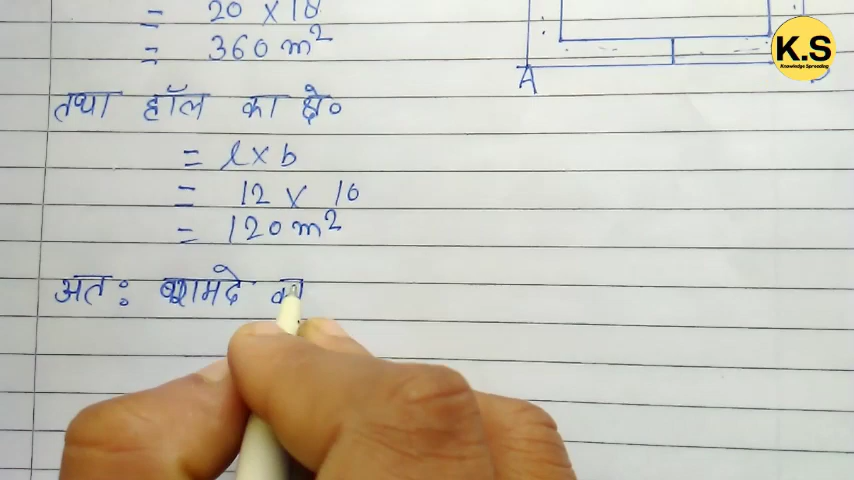 = 20 x 18
= 360 m²
तथा हॉल का क्षे०
= l x b
= 12 x 10
= 120 m²
अतः बरामदे का
A
K.S
Knowledge Spreading